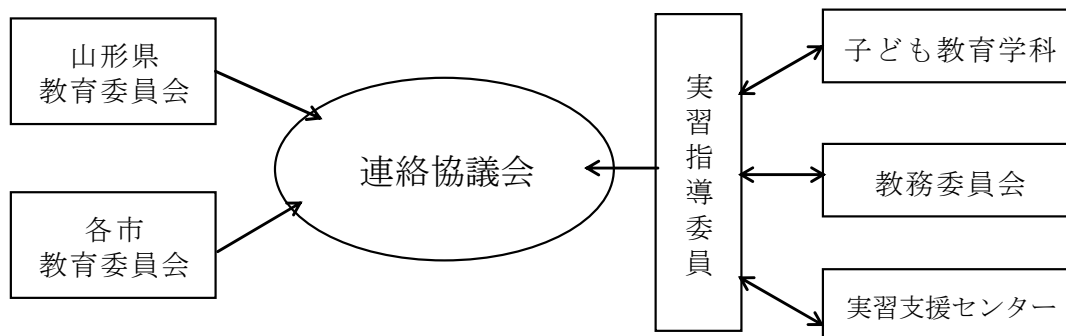 山形県
教育委員会
各市
教育委員会
連絡協議会
実習指導委員
子ども教育学科
教務委員会
実習支援センター